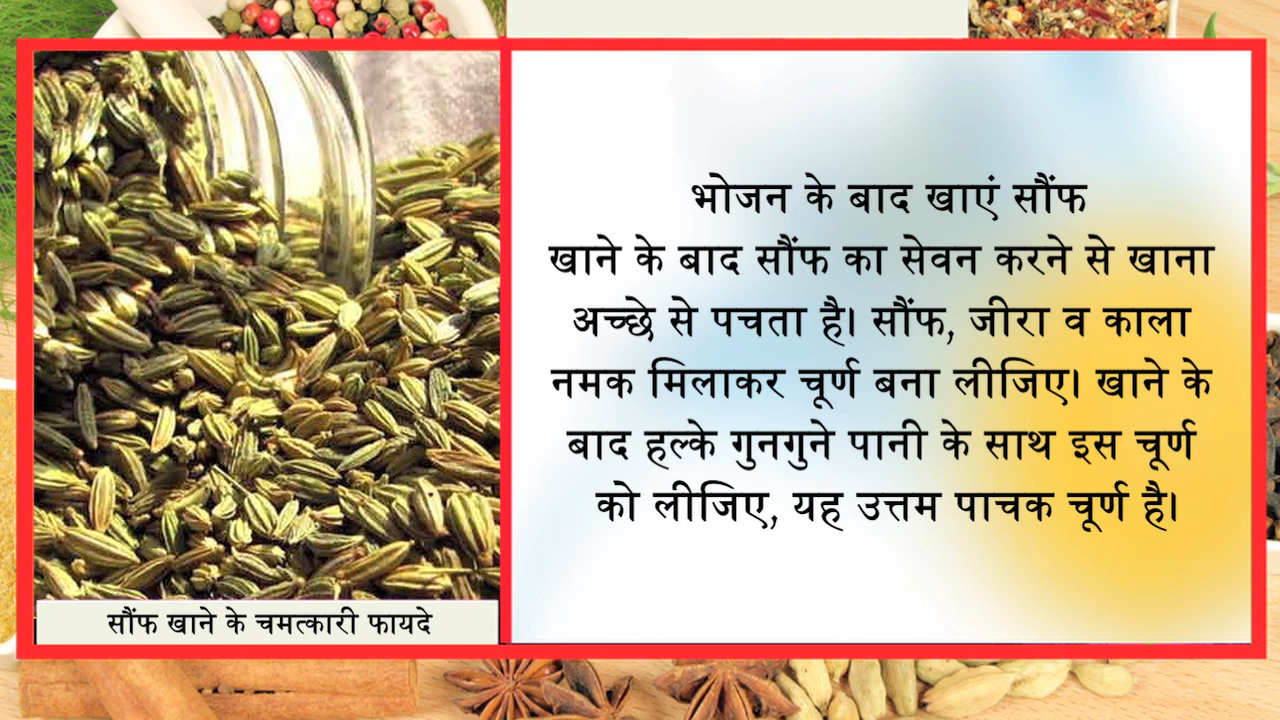 भोजन के बाद खाएं सौंफ
खाने के बाद सौंफ का सेवन करने से खाना
अच्छे से पचता है। सौंफ, जीरा व काला
नमक मिलाकर चूर्ण बना लीजिए। खाने के
बाद हल्के गुनगुने पानी के साथ इस चूर्ण
को लीजिए, यह उत्तम पाचक चूर्ण है।
सौंफ खाने के चमत्कारी फायदे